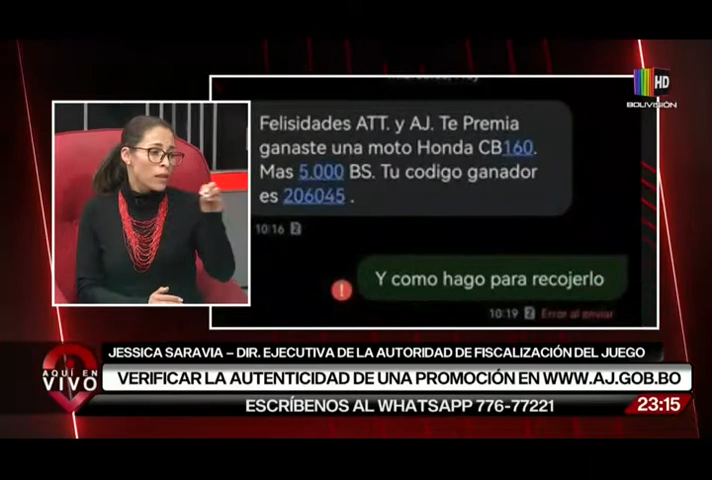 HD
BOLIVISIÓN
Felisidades ATT. y AJ. Te Premia
ganaste una moto Honda CB160.
Mas 5.000 BS. Tu codigo ganador
es 206045 .
10:16 2
Y como hago para recojerlo
!
10:19 2 Error al enviar
JESSICA SARAVIA – DIR. EJECUTIVA DE LA AUTORIDAD DE FISCALIZACIÓN DEL JUEGO
AQUÍ EN
VIVO
VERIFICAR LA AUTENTICIDAD DE UNA PROMOCIÓN EN WWW.AJ.GOB.BO
ESCRÍBENOS AL WHATSAPP 776-77221
23:15